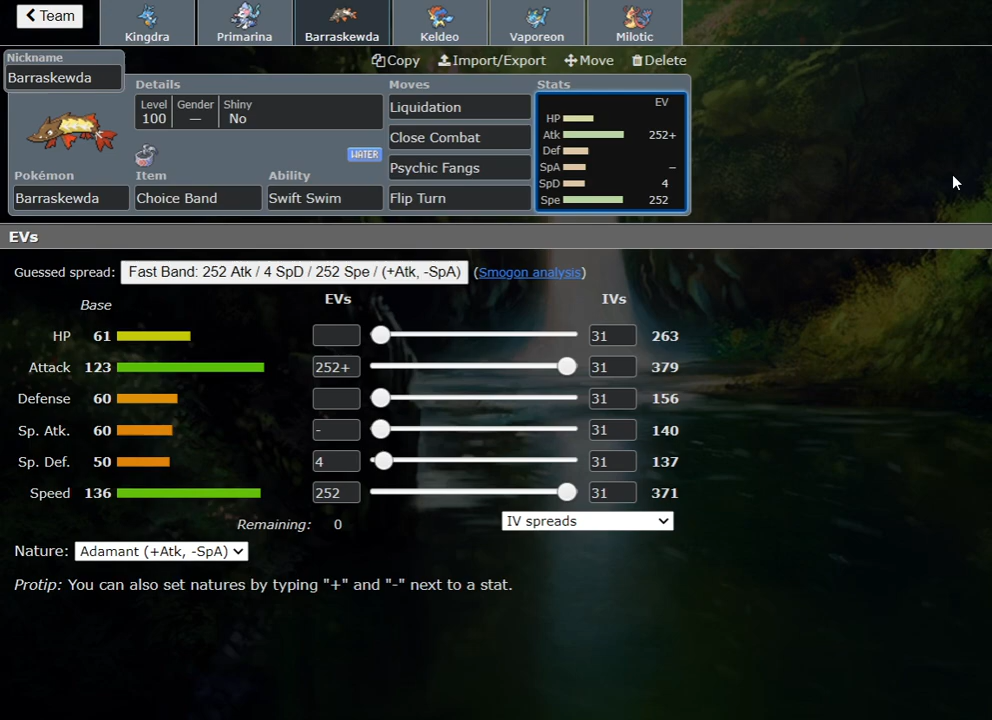 Team
Kingdra
Primarina
Barraskewda
Keldeo
Vaporeon
Milotic
Copy
Import/Export
Move
Delete
Nickname
Barraskewda
Details
Level
100
Gender
—
Shiny
No
WATER
Pokémon
Barraskewda
Item
Choice Band
Ability
Swift Swim
Moves
Liquidation
Close Combat
Psychic Fangs
Flip Turn
Stats
EV
HP
Atk 252+
Def
SpA –
SpD 4
Spe 252
EVs
Guessed spread: Fast Band: 252 Atk / 4 SpD / 252 Spe / (+Atk, -SpA) (Smogon analysis)
Base EVs IVs
HP 61 31 263
Attack 123 252+ 31 379
Defense 60 31 156
Sp. Atk. 60 - 31 140
Sp. Def. 50 4 31 137
Speed 136 252 31 371
Remaining: 0 IV spreads
Nature: Adamant (+Atk, -SpA)
Protip: You can also set natures by typing "+" and "-" next to a stat.